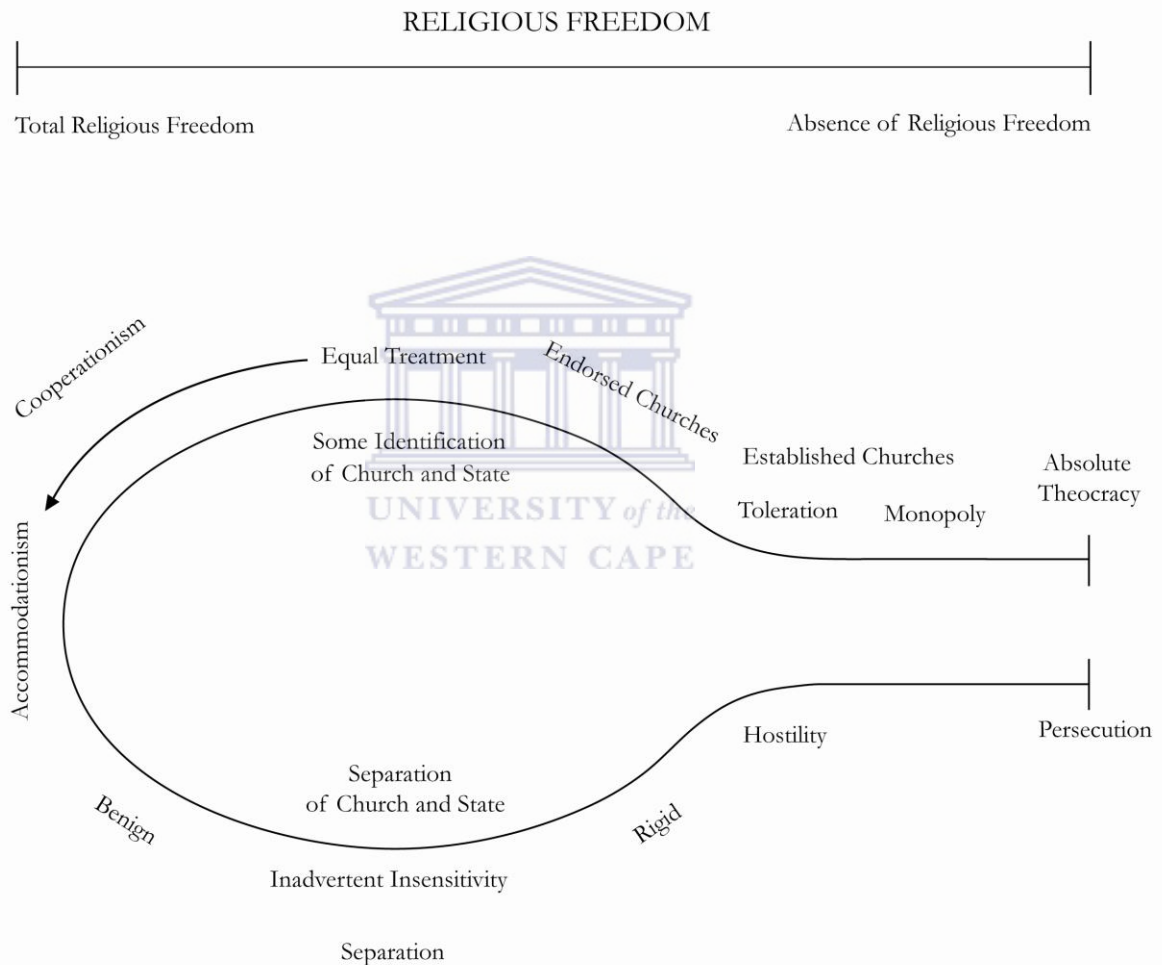 RELIGIOUS FREEDOM
Total Religious Freedom
Absence of Religious Freedom
Cooperationism
Equal Treatment
Endorsed Churches
Some Identification
of Church and State
Established Churches
Absolute
Theocracy
Toleration
Monopoly
UNIVERSITY of the
WESTERN CAPE
Accommodationism
Hostility
Persecution
Separation
of Church and State
Benign
Rigid
Inadvertent Insensitivity
Separation